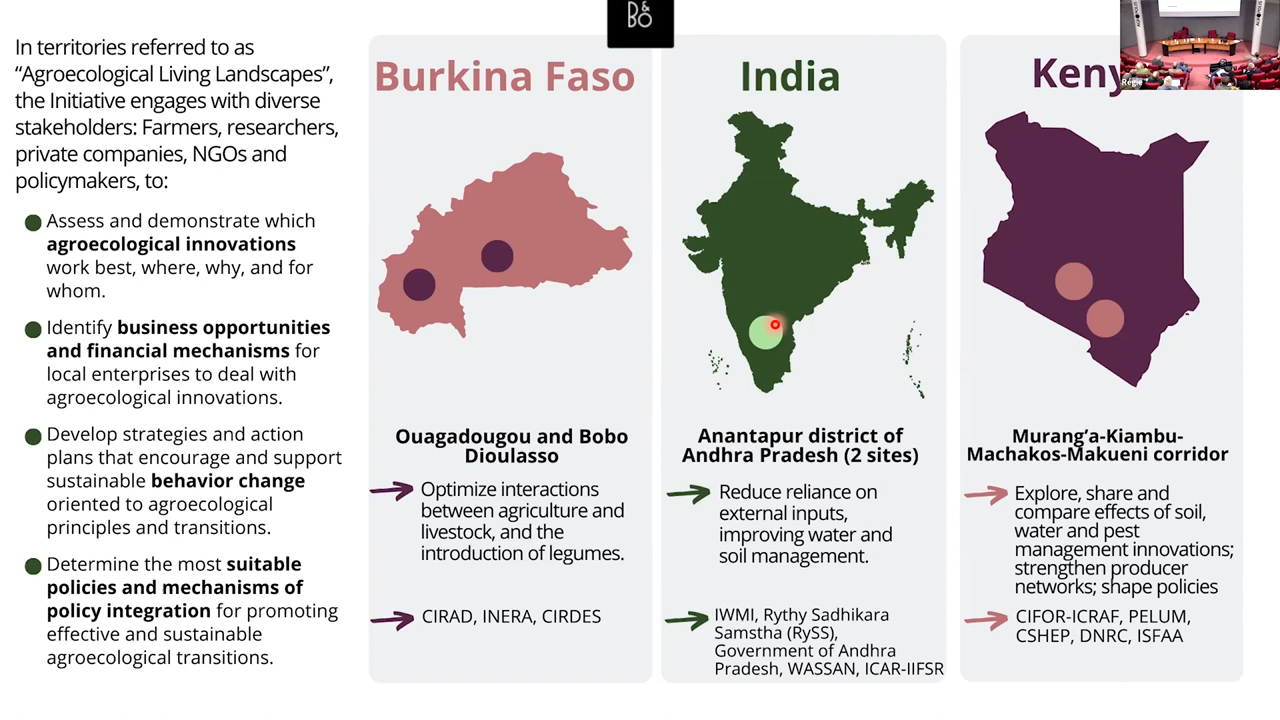 D&
BO
In territories referred to as
“Agroecological Living Landscapes”,
the Initiative engages with diverse
stakeholders: Farmers, researchers,
private companies, NGOs and
policymakers, to:
Assess and demonstrate which
agroecological innovations
work best, where, why, and for
whom.
Identify business opportunities
and financial mechanisms for
local enterprises to deal with
agroecological innovations.
Develop strategies and action
plans that encourage and support
sustainable behavior change
oriented to agroecological
principles and transitions.
Determine the most suitable
policies and mechanisms of
policy integration for promoting
effective and sustainable
agroecological transitions.
Burkina Faso
Ouagadougou and Bobo
Dioulasso
Optimize interactions
between agriculture and
livestock, and the
introduction of legumes.
CIRAD, INERA, CIRDES
India
Anantapur district of
Andhra Pradesh (2 sites)
Reduce reliance on
external inputs,
improving water and
soil management.
IWMI, Rythy Sadhikara
Samstha (RySS),
Government of Andhra
Pradesh, WASSAN, ICAR-IIFSR
Keny
Murang’a-Kiambu-
Machakos-Makueni corridor
Explore, share and
compare effects of soil,
water and pest
management innovations;
strengthen producer
networks; shape policies
CIFOR-ICRAF, PELUM,
CSHEP, DNRC, ISFAA
Régie